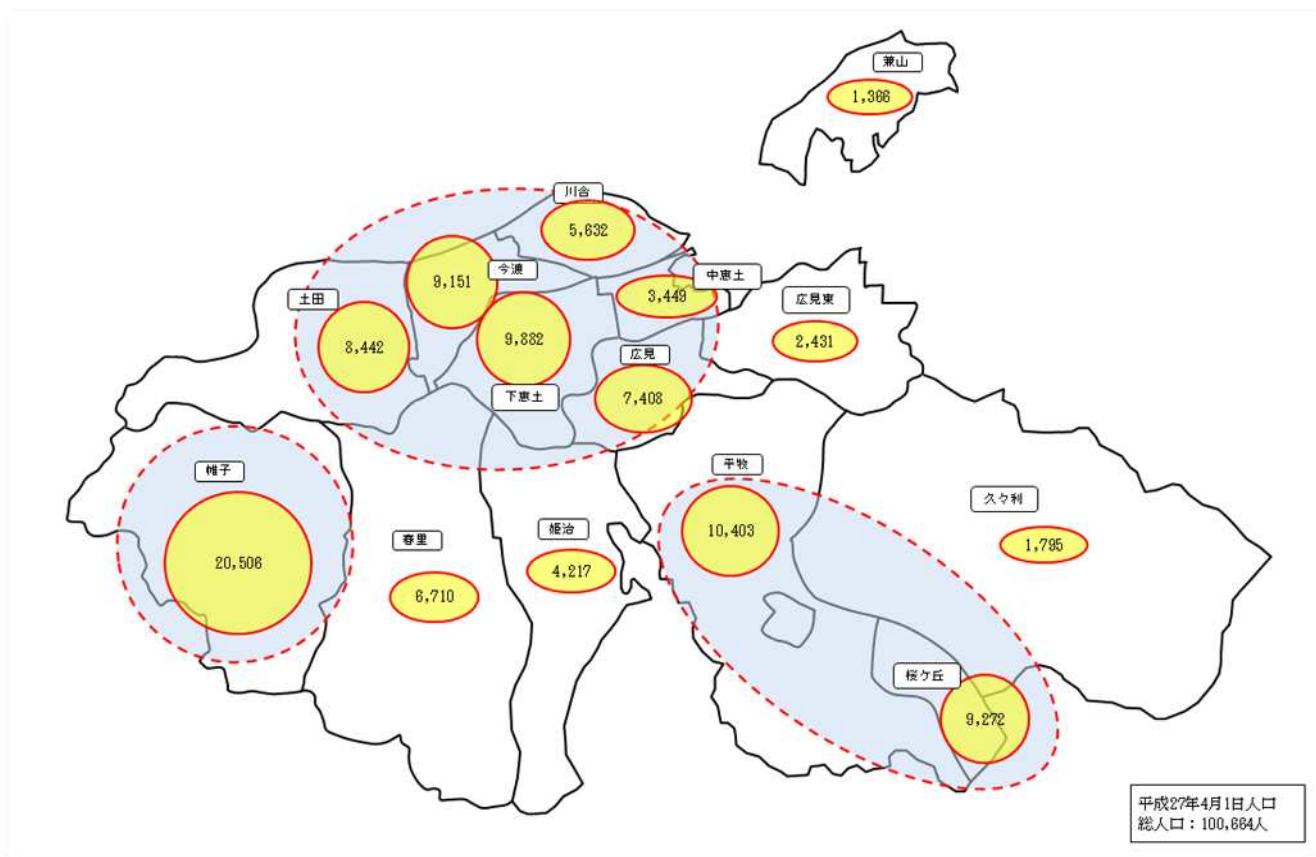 兼山
1,366
川合
5,632
今渡
9,151
中恵土
3,449
土田
8,442
広見東
2,431
下恵土
9,882
広見
7,408
帷子
20,506
春里
6,710
姫治
4,217
平牧
10,403
久々利
1,795
桜ケ丘
9,272
平成27年4月1日人口
総人口：100,664人